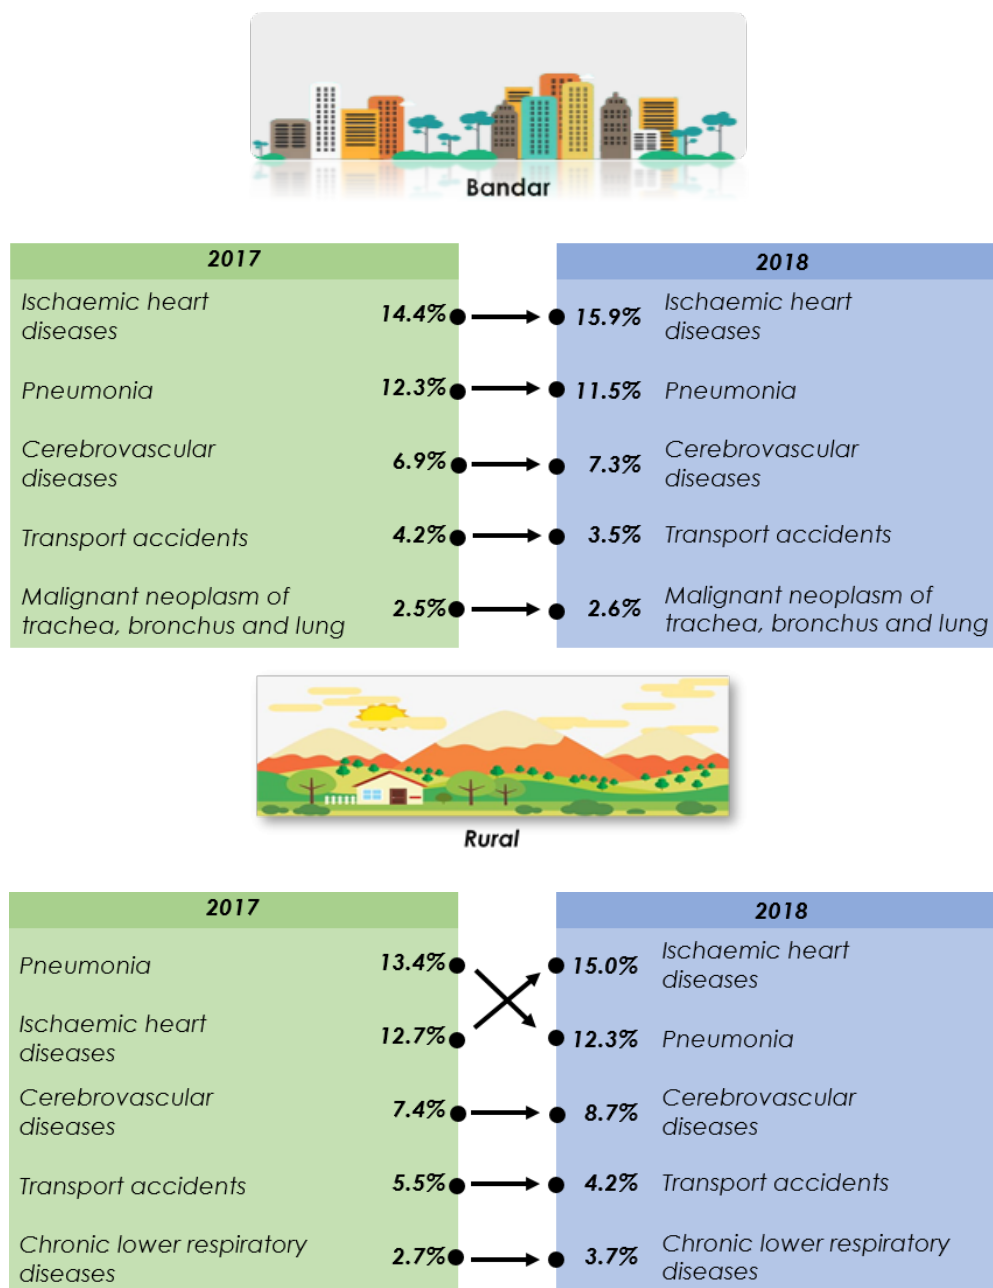 Bandar
2017
2018
Ischaemic heart
diseases
14.4%
15.9%
Ischaemic heart
diseases
Pneumonia
12.3%
11.5%
Pneumonia
Cerebrovascular
diseases
6.9%
7.3%
Cerebrovascular
diseases
Transport accidents
4.2%
3.5%
Transport accidents
Malignant neoplasm of
trachea, bronchus and lung
2.5%
2.6%
Malignant neoplasm of
trachea, bronchus and lung
Rural
2017
2018
Pneumonia
13.4%
15.0%
Ischaemic heart
diseases
Ischaemic heart
diseases
12.7%
12.3%
Pneumonia
Cerebrovascular
diseases
7.4%
8.7%
Cerebrovascular
diseases
Transport accidents
5.5%
4.2%
Transport accidents
Chronic lower respiratory
diseases
2.7%
3.7%
Chronic lower respiratory
diseases